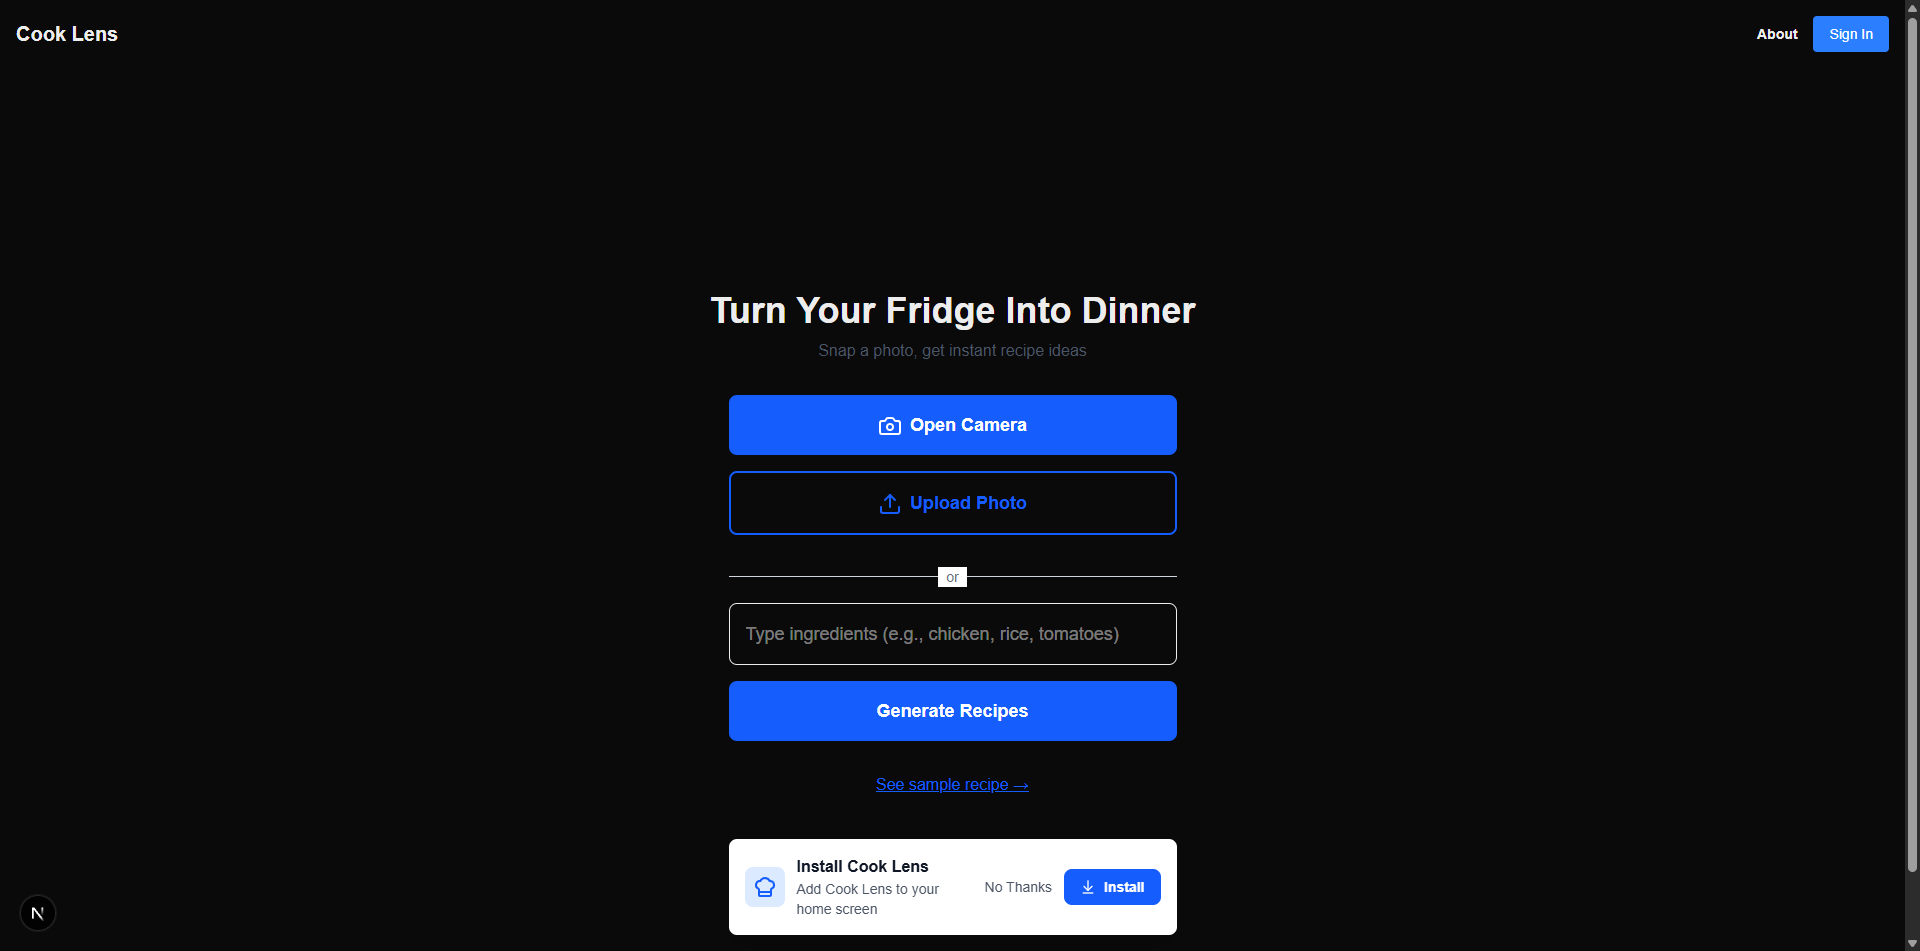 Cook Lens
About
Sign In
Turn Your Fridge Into Dinner
Snap a photo, get instant recipe ideas
Open Camera
Upload Photo
or
Type ingredients (e.g., chicken, rice, tomatoes)
Generate Recipes
See sample recipe →
Install Cook Lens
Add Cook Lens to your
home screen
No Thanks
Install
N